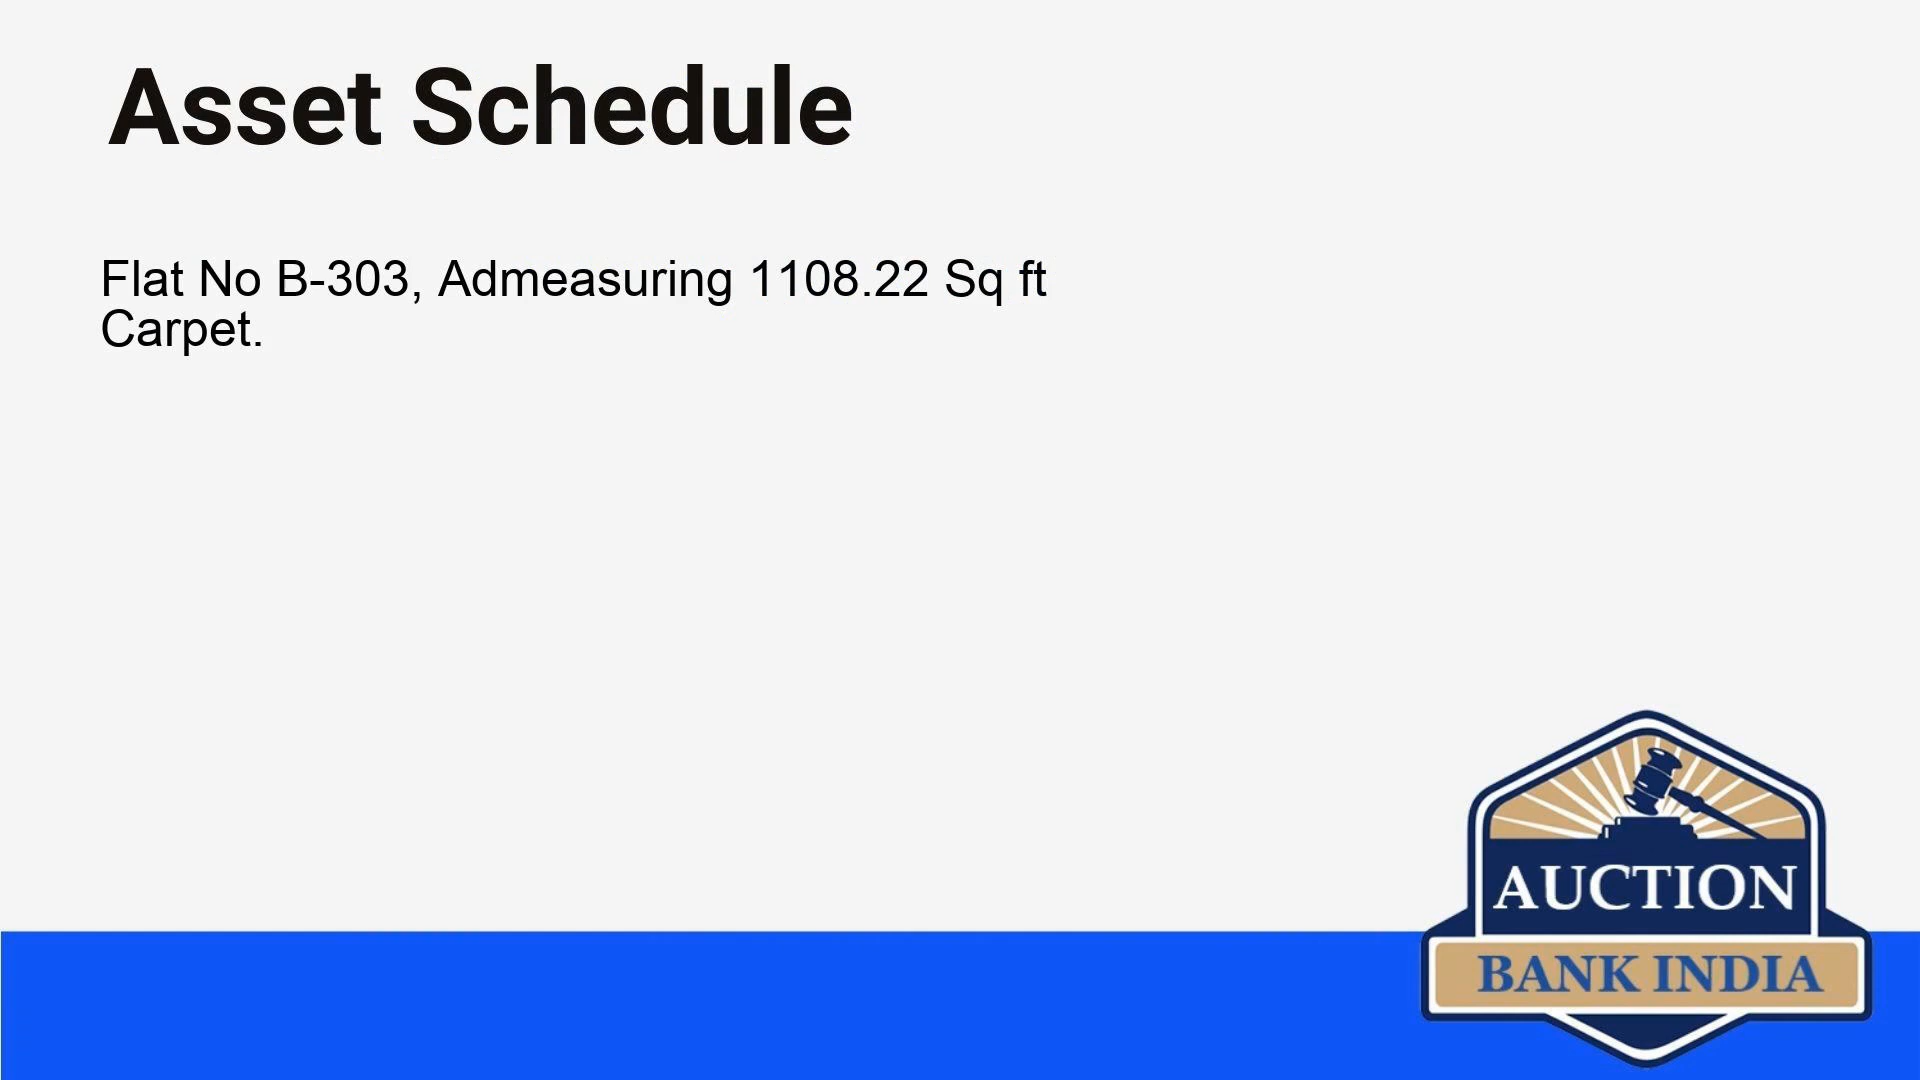 Asset Schedule
Flat No B-303, Admeasuring 1108.22 Sq ft
Carpet.
AUCTION
BANK INDIA